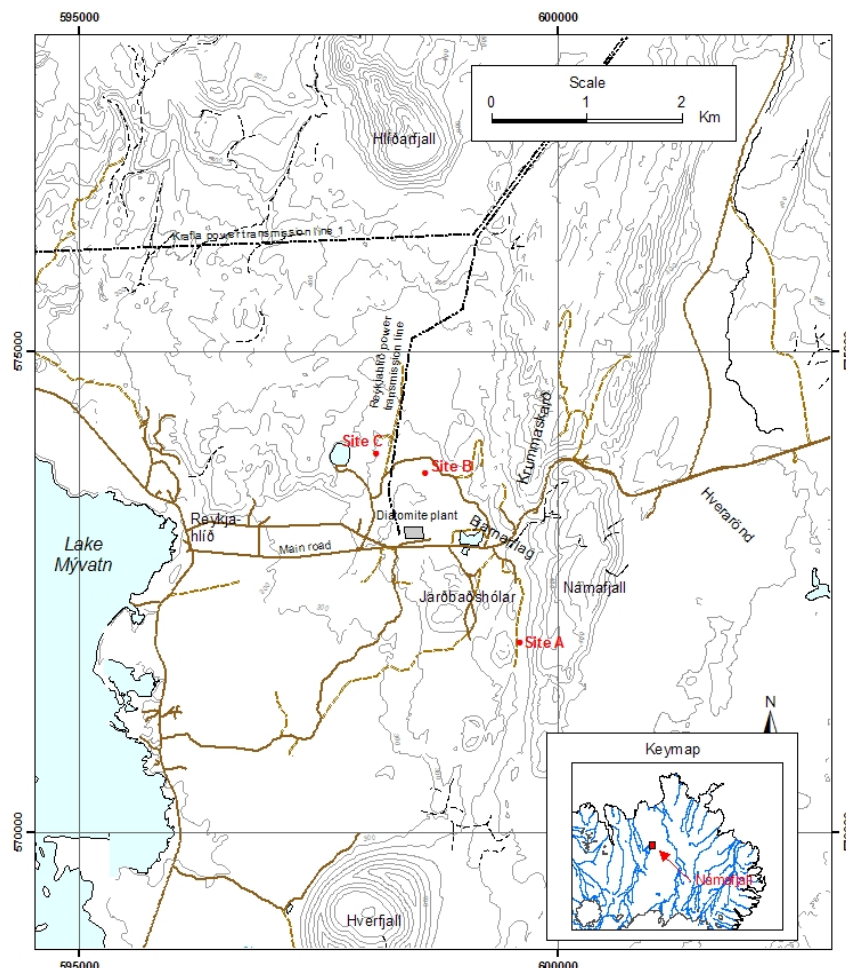 595000 600000
Scale
0 1 2
Km
Hlíðarfjall
Krafla power transmission line 1
575000
Reykjahlíð power
transmission line
Krummaskarð
Site C
Site B
Hverarönd
Reykja-
hlíð
Diatomite plant
Bjarnarflag
Lake
Mývatn
Main road
Námafjall
Jarðbaðshólar
Site A
N
Keymap
Námafjall
570000
Hverfjall
595000 600000